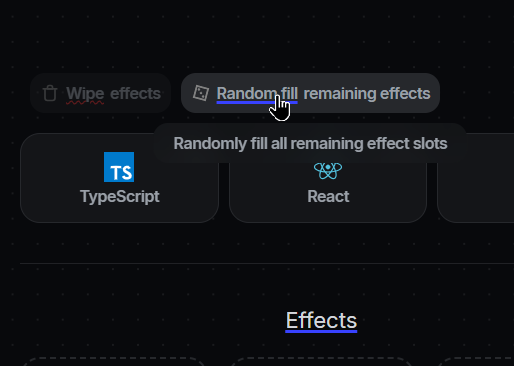 Wipe effects
Random fill remaining effects
Randomly fill all remaining effect slots
TS
TypeScript
React
Effects